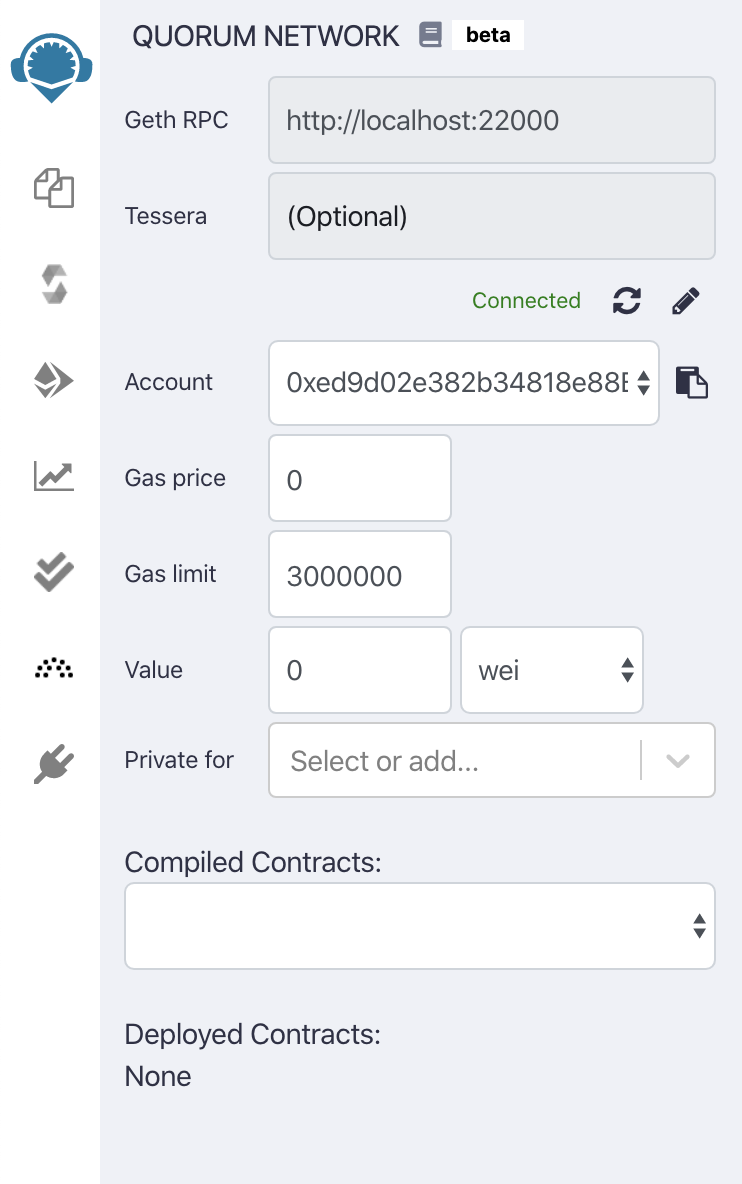 QUORUM NETWORK beta
Geth RPC http://localhost:22000
Tessera (Optional)
Connected
Account 0xed9d02e382b34818e88
Gas price 0
Gas limit 3000000
Value 0 wei
Private for Select or add...
Compiled Contracts:
Deployed Contracts:
None